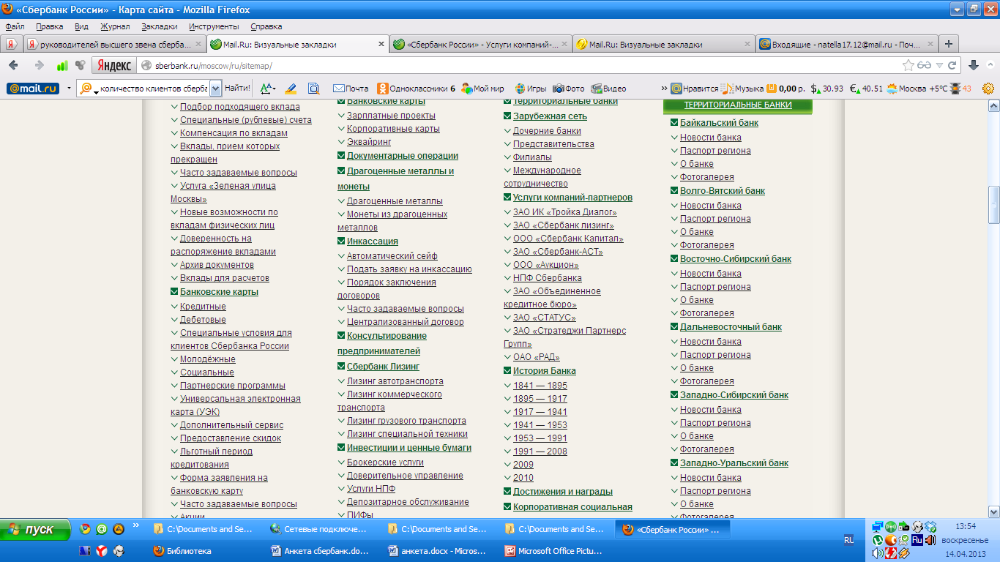 «Сбербанк России» - Карта сайта - Mozilla Firefox
Файл Правка Вид Журнал Закладки Инструменты Справка
руководителей высшего звена сберба... Mail.Ru: Визуальные закладки «Сбербанк России» - Услуги компаний-... Mail.Ru: Визуальные закладки Входящие - natella17.12@mail.ru - Поч...
Яндекс sberbank.ru/moscow/ru/sitemap/
@mail.ru количество клиентов сберба Найти! Почта Одноклассники 6 Мой мир Игры Фото Видео » Нравится Музыка 0,00 р. $ 30.93 € 40.51 Москва +5°C 43
Подбор подходящего вклада
Специальные (рублевые) счета
Компенсация по вкладам
Вклады, прием которых
прекращен
Часто задаваемые вопросы
Услуга «Зеленая улица
Москвы»
Новые возможности по
вкладам физических лиц
Доверенность на
распоряжение вкладами
Архив документов
Вклады для расчетов
Банковские карты
Кредитные
Дебетовые
Специальные условия для
клиентов Сбербанка России
Молодёжные
Социальные
Партнерские программы
Универсальная электронная
карта (УЭК)
Дополнительный сервис
Предоставление скидок
Льготный период
кредитования
Форма заявления на
банковскую карту
Часто задаваемые вопросы
Акции
Банковские карты
Зарплатные проекты
Корпоративные карты
Эквайринг
Документарные операции
Драгоценные металлы и
монеты
Драгоценные металлы
Монеты из драгоценных
металлов
Инкассация
Автоматический сейф
Подать заявку на инкассацию
Порядок заключения
договоров
Часто задаваемые вопросы
Централизованный договор
Консультирование
предпринимателей
Сбербанк Лизинг
Лизинг автотранспорта
Лизинг коммерческого
транспорта
Лизинг грузового транспорта
Лизинг специальной техники
Инвестиции и ценные бумаги
Брокерские услуги
Доверительное управление
Услуги НПФ
Депозитарное обслуживание
ПИФы
Территориальные банки
Зарубежная сеть
Дочерние банки
Представительства
Филиалы
Международное
сотрудничество
Услуги компаний-партнеров
ЗАО ИК «Тройка Диалог»
ЗАО «Сбербанк лизинг»
ООО «Сбербанк Капитал»
ЗАО «Сбербанк-АСТ»
ООО «Аукцион»
НПФ Сбербанка
ЗАО «Объединенное
кредитное бюро»
ЗАО «СТАТУС»
ЗАО «Стратеджи Партнерс
Групп»
ОАО «РАД»
История Банка
1841 — 1895
1895 — 1917
1917 — 1941
1941 — 1953
1953 — 1991
1991 — 2008
2009
2010
Достижения и награды
Корпоративная социальная
ТЕРРИТОРИАЛЬНЫЕ БАНКИ
Байкальский банк
Новости банка
Паспорт региона
О банке
Фотогалерея
Волго-Вятский банк
Новости банка
Паспорт региона
О банке
Фотогалерея
Восточно-Сибирский банк
Новости банка
Паспорт региона
О банке
Фотогалерея
Дальневосточный банк
Новости банка
Паспорт региона
О банке
Фотогалерея
Западно-Сибирский банк
Новости банка
Паспорт региона
О банке
Фотогалерея
Западно-Уральский банк
Новости банка
Паспорт региона
О банке
Фотогалерея
пуск » C:\Documents and Se... Сетевые подключе... C:\Documents and Se... C:\Documents and Se... «Сбербанк России» ... 13:54
RU Ru воскресенье
Библиотека Анкета сбербанк.do... анкета.docx - Micros... Microsoft Office Pictu... 14.04.2013